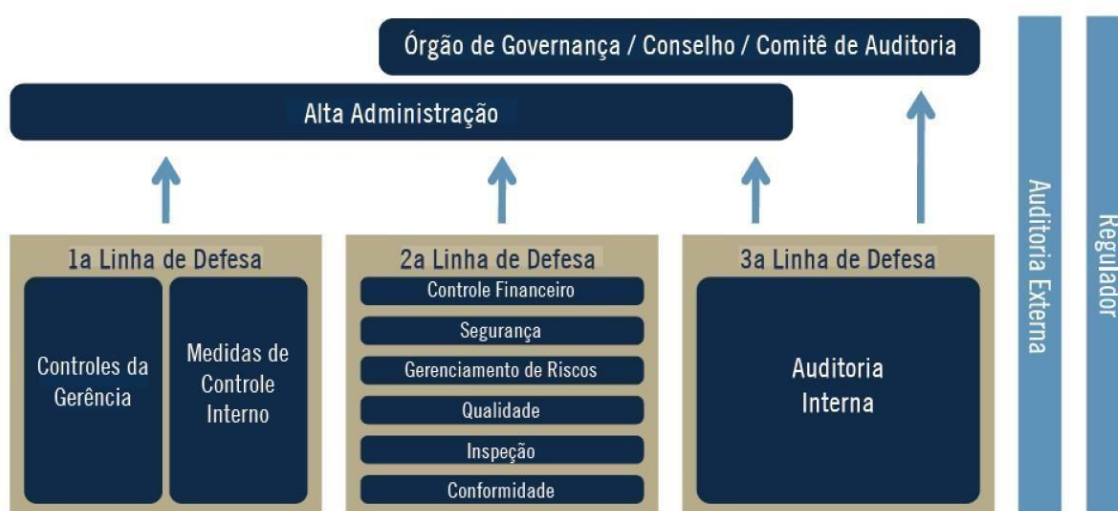 Órgão de Governança / Conselho / Comitê de Auditoria
Alta Administração
1a Linha de Defesa
Controles da
Gerência
Medidas de
Controle
Interno
2a Linha de Defesa
Controle Financeiro
Segurança
Gerenciamento de Riscos
Qualidade
Inspeção
Conformidade
3a Linha de Defesa
Auditoria
Interna
Auditoria Externa
Regulador